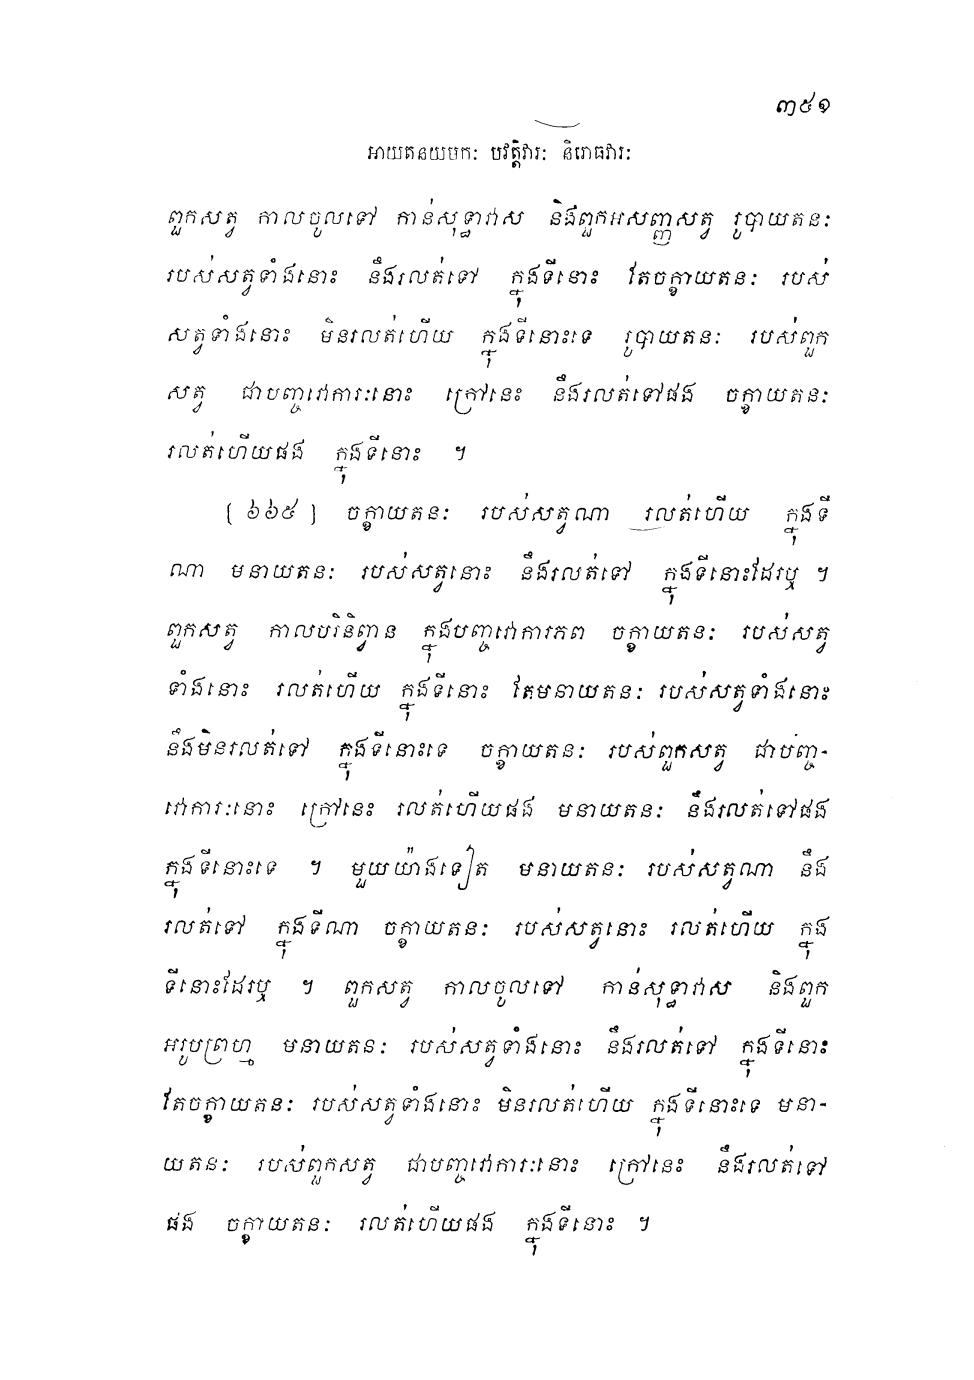 ៣៥១
អាយតនយមកៈ បវត្តិវារៈ និរោធវារៈ
ពួកសត្វ កាលចូលទៅ កាន់សុទ្ធាវាស និងពួកអសញ្ញសត្វ រូបាយតនៈ
របស់សត្វទាំងនោះ នឹងរលត់ទៅ ក្នុងទីនោះ តែចក្ខាយតនៈ របស់
សត្វទាំងនោះ មិនរលត់ហើយ ក្នុងទីនោះទេ រូបាយតនៈ របស់ពួក
សត្វ ជាបញ្ចវោការៈនោះ ក្រៅនេះ នឹងរលត់ទៅផង ចក្ខាយតនៈ
រលត់ហើយផង ក្នុងទីនោះ ។
(៦៦៥) ចក្ខាយតនៈ របស់សត្វណា រលត់ហើយ ក្នុងទី
ណា មនាយតនៈ របស់សត្វនោះ នឹងរលត់ទៅ ក្នុងទីនោះដែរឬ ។
ពួកសត្វ កាលបរិនិព្វាន ក្នុងបញ្ចវោការភព ចក្ខាយតនៈ របស់សត្វ
ទាំងនោះ រលត់ហើយ ក្នុងទីនោះ តែមនាយតនៈ របស់សត្វទាំងនោះ
នឹងមិនរលត់ទៅ ក្នុងទីនោះទេ ចក្ខាយតនៈ របស់ពួកសត្វ ជាបញ្ច-
វោការៈនោះ ក្រៅនេះ រលត់ហើយផង មនាយតនៈ នឹងរលត់ទៅផង
ក្នុងទីនោះទេ ។ មួយយ៉ាងទៀត មនាយតនៈ របស់សត្វណា នឹង
រលត់ទៅ ក្នុងទីណា ចក្ខាយតនៈ របស់សត្វនោះ រលត់ហើយ ក្នុង
ទីនោះដែរឬ ។ ពួកសត្វ កាលចូលទៅ កាន់សុទ្ធាវាស និងពួក
អរូបព្រហ្ម មនាយតនៈ របស់សត្វទាំងនោះ នឹងរលត់ទៅ ក្នុងទីនោះ
តែចក្ខាយតនៈ របស់សត្វទាំងនោះ មិនរលត់ហើយ ក្នុងទីនោះទេ មនា-
យតនៈ របស់ពួកសត្វ ជាបញ្ចវោការៈនោះ ក្រៅនេះ នឹងរលត់ទៅ
ផង ចក្ខាយតនៈ រលត់ហើយផង ក្នុងទីនោះ ។